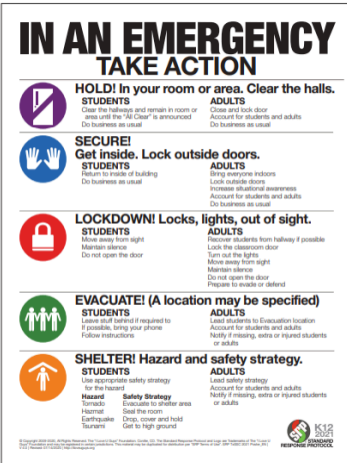 IN AN EMERGENCY
TAKE ACTION
HOLD! In your room or area. Clear the halls.
STUDENTS
Clear the hallways and remain in room or
area until the "All Clear" is announced
Do business as usual
ADULTS
Close and lock door
Account for students and adults
Do business as usual
SECURE!
Get inside. Lock outside doors.
STUDENTS
Return to inside of building
Do business as usual
ADULTS
Bring everyone indoors
Lock outside doors
Increase situational awareness
Account for students and adults
Do business as usual
LOCKDOWN! Locks, lights, out of sight.
STUDENTS
Move away from sight
Maintain silence
Do not open the door
ADULTS
Recover students from hallway if possible
Lock the classroom door
Turn out the lights
Move away from sight
Maintain silence
Do not open the door
Prepare to evade or defend
EVACUATE! (A location may be specified)
STUDENTS
Leave stuff behind if required to
If possible, bring your phone
Follow instructions
ADULTS
Lead students to Evacuation location
Account for students and adults
Notify if missing, extra or injured students
or adults
SHELTER! Hazard and safety strategy.
STUDENTS
Use appropriate safety strategy
for the hazard
Hazard Safety Strategy
Tornado Evacuate to shelter area
Hazmat Seal the room
Earthquake Drop, cover and hold
Tsunami Get to high ground
ADULTS
Lead safety strategy
Account for students and adults
Notify if missing, extra or injured students
or adults
SRP
K12
2021
STANDARD
RESPONSE PROTOCOL